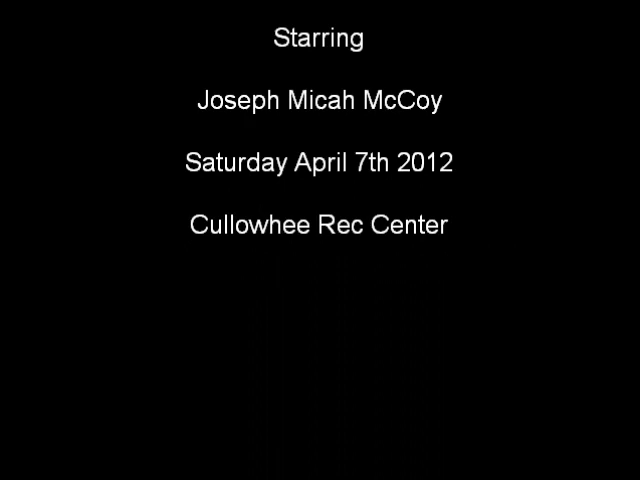 Starring
Joseph Micah McCoy
Saturday April 7th 2012
Cullowhee Rec Center